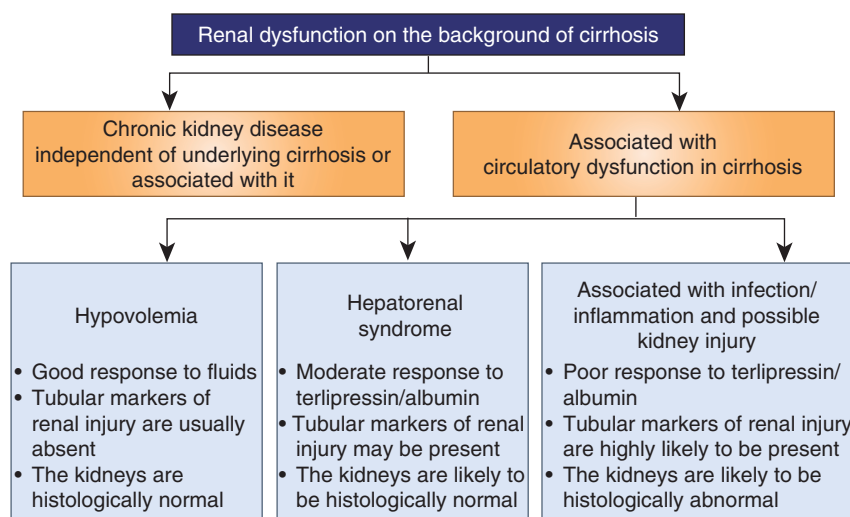 Renal dysfunction on the background of cirrhosis
Chronic kidney disease
independent of underlying cirrhosis or
associated with it
Associated with
circulatory dysfunction in cirrhosis
Hypovolemia
• Good response to fluids
• Tubular markers of
renal injury are usually
absent
• The kidneys are
histologically normal
Hepatorenal
syndrome
• Moderate response to
terlipressin/albumin
• Tubular markers of renal
injury may be present
• The kidneys are likely to
be histologically normal
Associated with infection/
inflammation and possible
kidney injury
• Poor response to terlipressin/
albumin
• Tubular markers of renal injury
are highly likely to be present
• The kidneys are likely to be
histologically abnormal